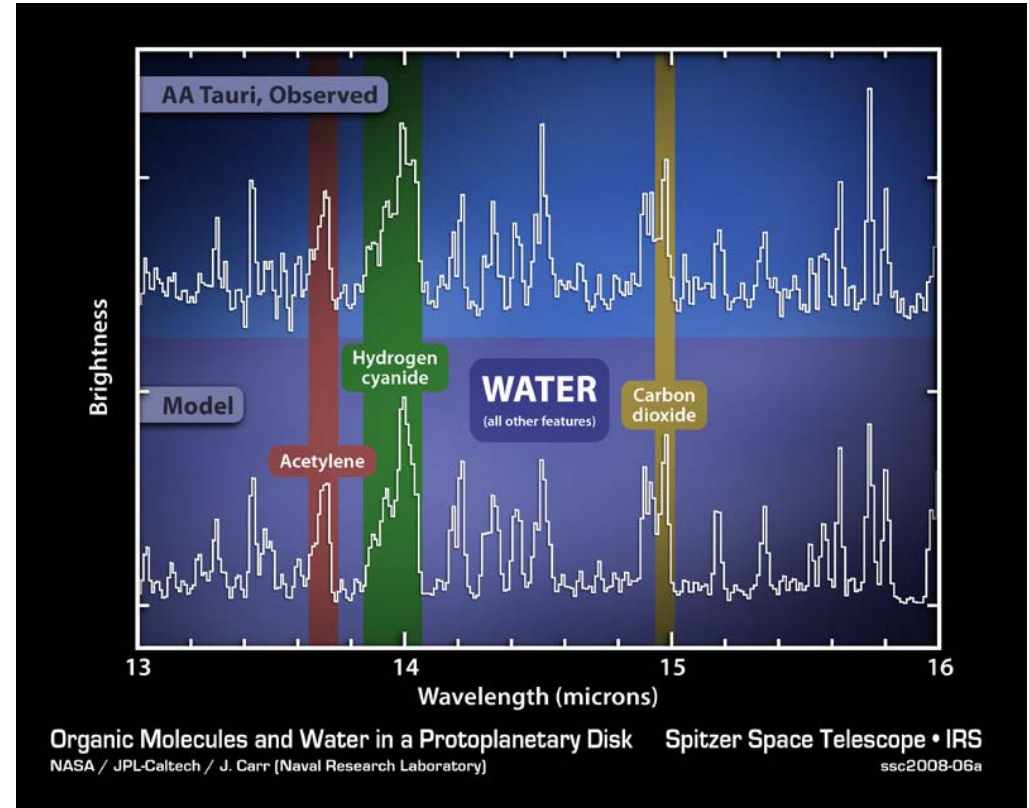 AA Tauri, Observed
Brightness
Hydrogen
cyanide
WATER
(all other features)
Carbon
dioxide
Model
Acetylene
13 14 15 16
Wavelength (microns)
Organic Molecules and Water in a Protoplanetary Disk Spitzer Space Telescope • IRS
NASA / JPL-Caltech / J. Carr (Naval Research Laboratory) ssc2008-06a